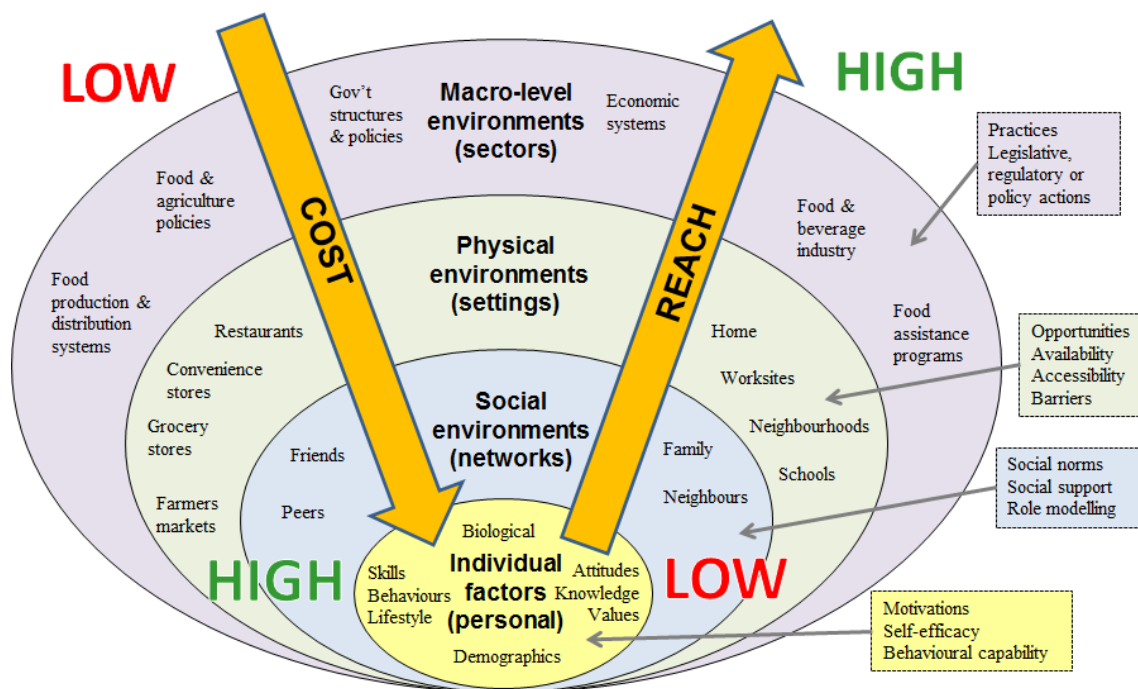 LOW
HIGH
Gov't
structures
& policies
Macro-level
environments
(sectors)
Economic
systems
Practices
Legislative,
regulatory or
policy actions
Food &
agriculture
policies
COST
REACH
Food &
beverage
industry
Physical
environments
(settings)
Food
production &
distribution
systems
Restaurants
Home
Food
assistance
programs
Opportunities
Availability
Accessibility
Barriers
Convenience
stores
Worksites
Social
environments
(networks)
Grocery
stores
Neighbourhoods
Friends
Family
Schools
Social norms
Social support
Role modelling
Farmers
markets
Peers
Neighbours
Biological
HIGH
LOW
Individual
factors
(personal)
Skills
Behaviours
Lifestyle
Attitudes
Knowledge
Values
Demographics
Motivations
Self-efficacy
Behavioural capability